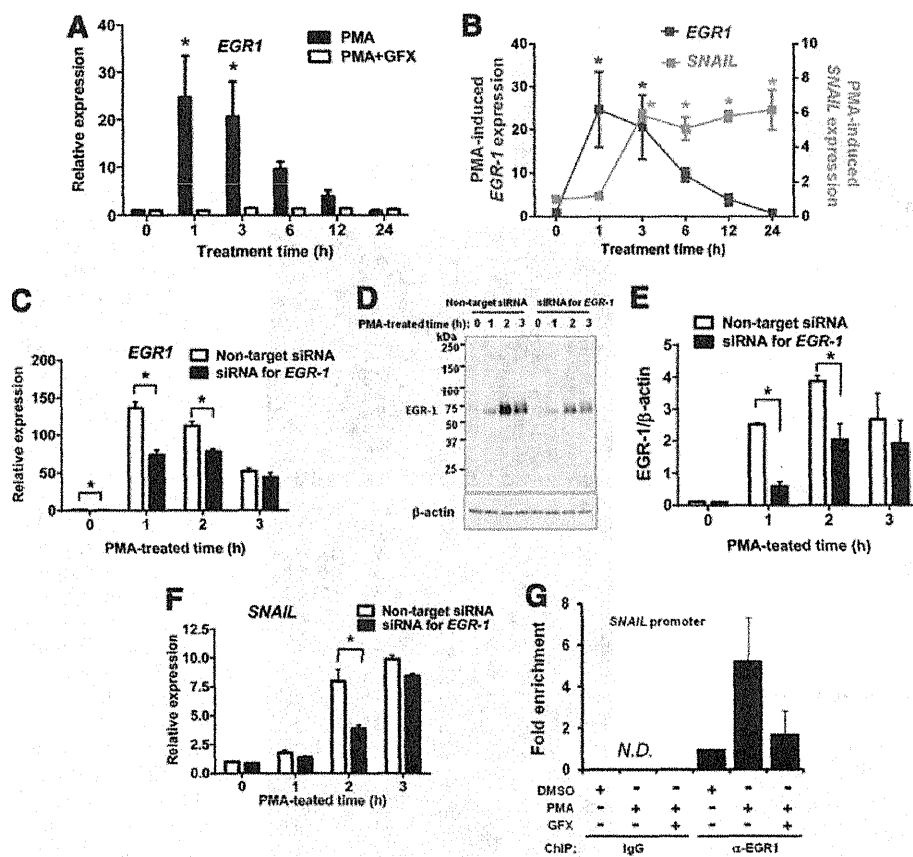 A
EGR1
PMA
PMA+GFX
Relative expression
40
30
20
10
0
0 1 3 6 12 24
Treatment time (h)
*
*
B
EGR1
SNAIL
PMA-induced
EGR-1 expression
40
30
20
10
0
10
8
6
4
2
0
PMA-induced
SNAIL expression
0 1 3 6 12 24
Treatment time (h)
* * * * * *
C
EGR1
Non-target siRNA
siRNA for EGR-1
Relative expression
200
150
100
50
0 1 2 3
PMA-treated time (h)
* * *
D
Non-target siRNA siRNA for EGR-1
PMA-treated time (h): 0 1 2 3 0 1 2 3
kDa
250
150
100
75
50
37
25
EGR-1
β-actin
E
Non-target siRNA
siRNA for EGR-1
EGR-1/β-actin
5
4
3
2
1
0
0 1 2 3
PMA-teated time (h)
* *
F
SNAIL
Non-target siRNA
siRNA for EGR-1
Relative expression
10.0
7.5
5.0
2.5
0.0
0 1 2 3
PMA-teated time (h)
*
G
SNAIL promoter
Fold enrichment
8
6
4
2
0
N.D.
DMSO + - - + - -
PMA - + + - + +
GFX - - + - - +
ChIP: IgG α-EGR1